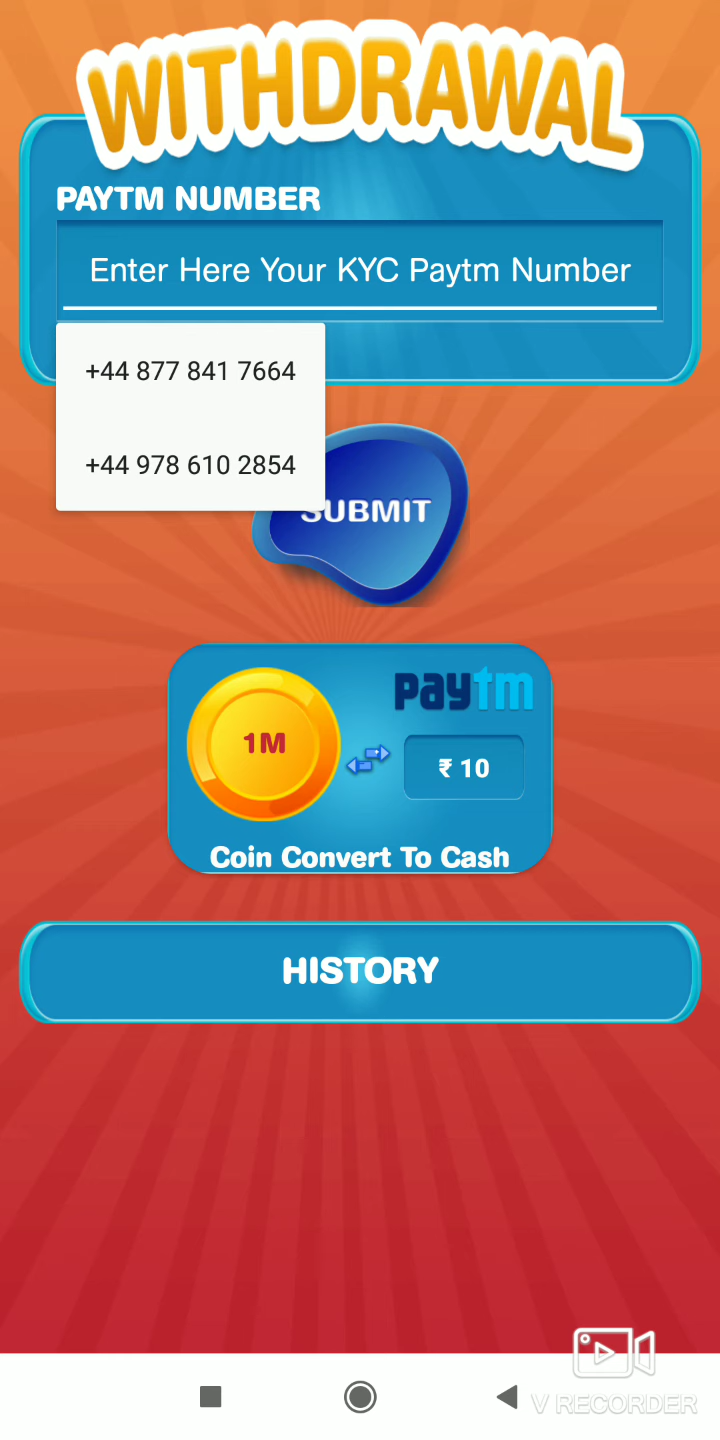 WITHDRAWAL
PAYTM NUMBER
Enter Here Your KYC Paytm Number
+44 877 841 7664
+44 978 610 2854
SUBMIT
paytm
1M
₹ 10
Coin Convert To Cash
HISTORY
V RECORDER